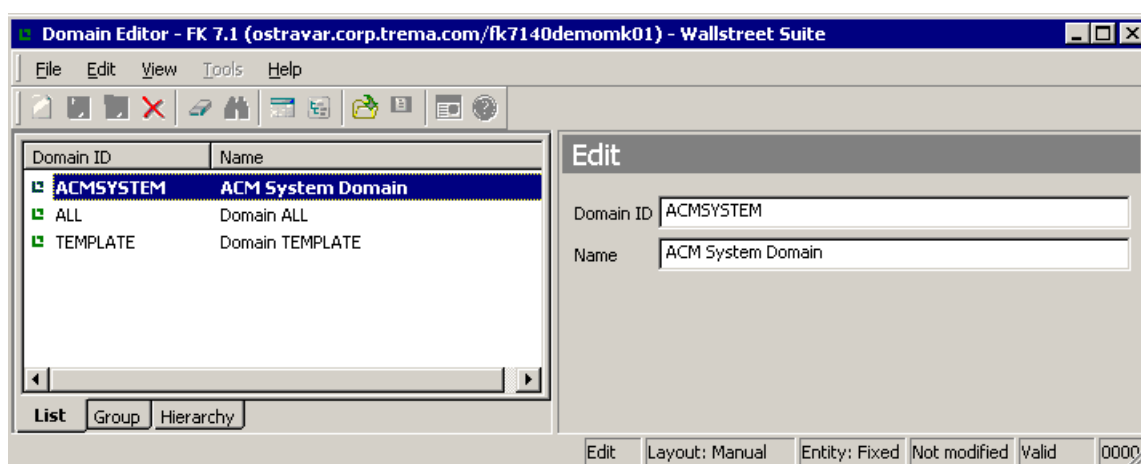 Domain Editor - FK 7.1 (ostravar.corp.trema.com/fk7140demomk01) - Wallstreet Suite
File Edit View Tools Help
Domain ID Name
ACMSYSTEM ACM System Domain
ALL Domain ALL
TEMPLATE Domain TEMPLATE
List Group Hierarchy
Edit
Domain ID ACMSYSTEM
Name ACM System Domain
Edit Layout: Manual Entity: Fixed Not modified Valid 0000